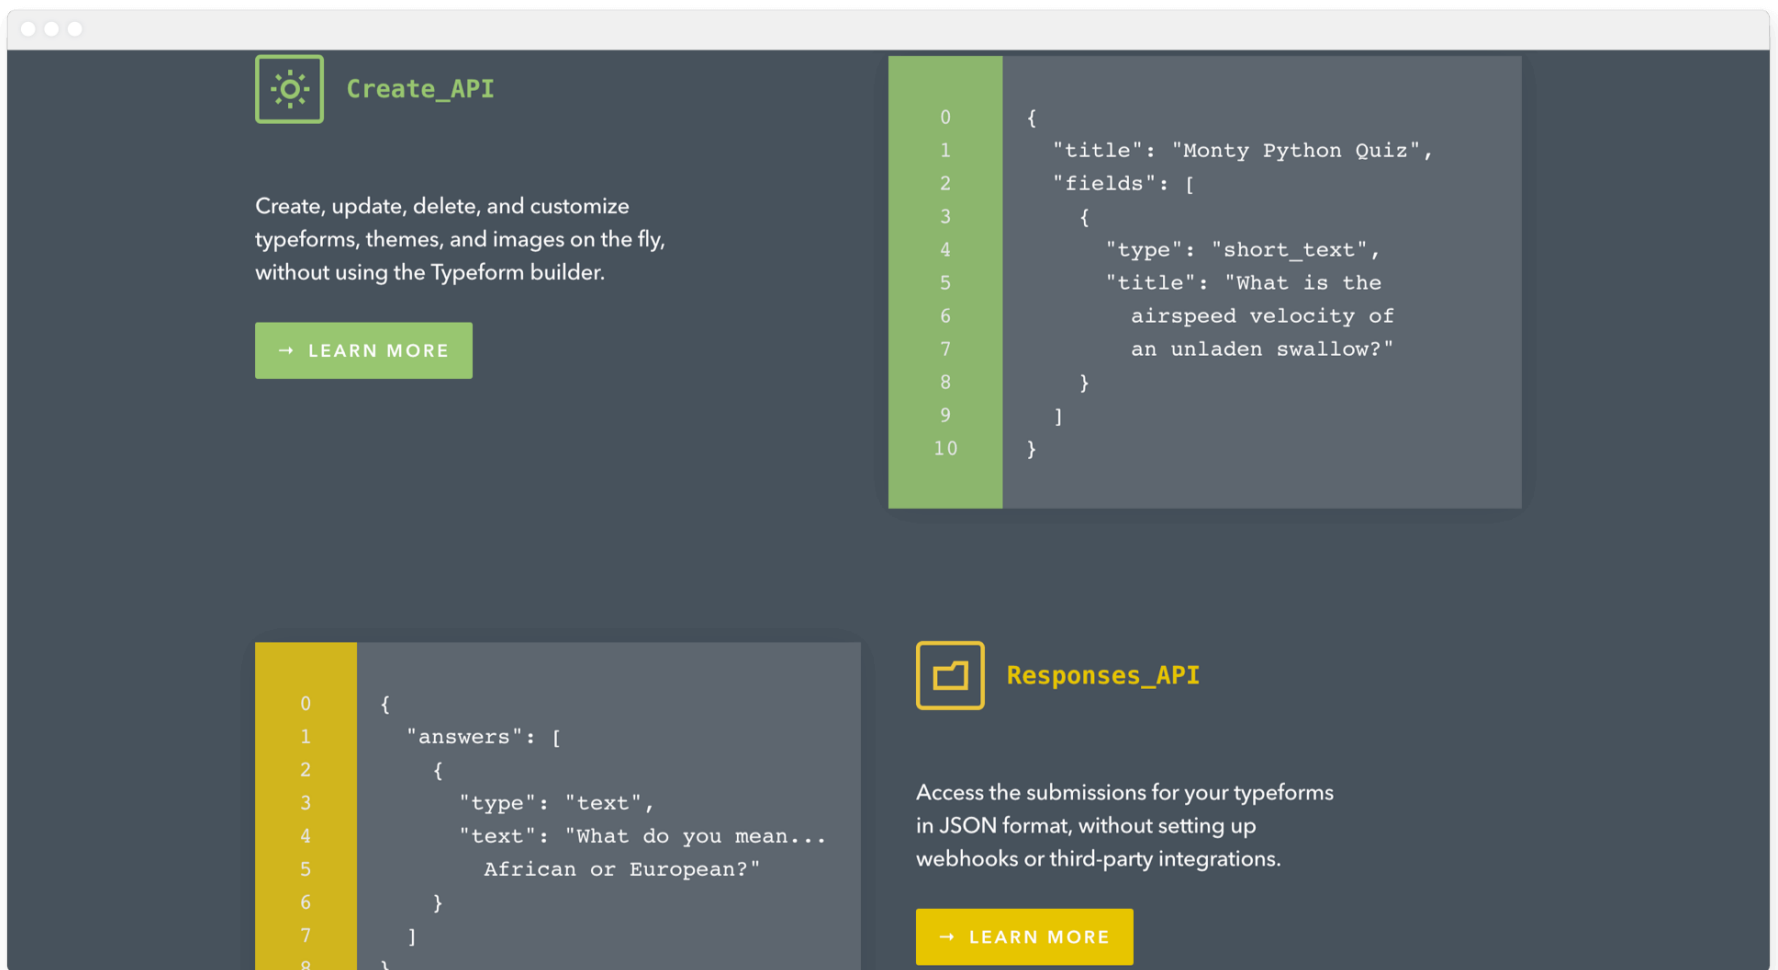 Create_API
Create, update, delete, and customize
typeforms, themes, and images on the fly,
without using the Typeform builder.
→ LEARN MORE
0 {
1 "title": "Monty Python Quiz",
2 "fields": [
3 {
4 "type": "short_text",
5 "title": "What is the
6 airspeed velocity of
7 an unladen swallow?"
8 }
9 ]
10 }
0 {
1 "answers": [
2 {
3 "type": "text",
4 "text": "What do you mean...
5 African or European?"
6 }
7 ]
8 }
Responses_API
Access the submissions for your typeforms
in JSON format, without setting up
webhooks or third-party integrations.
→ LEARN MORE